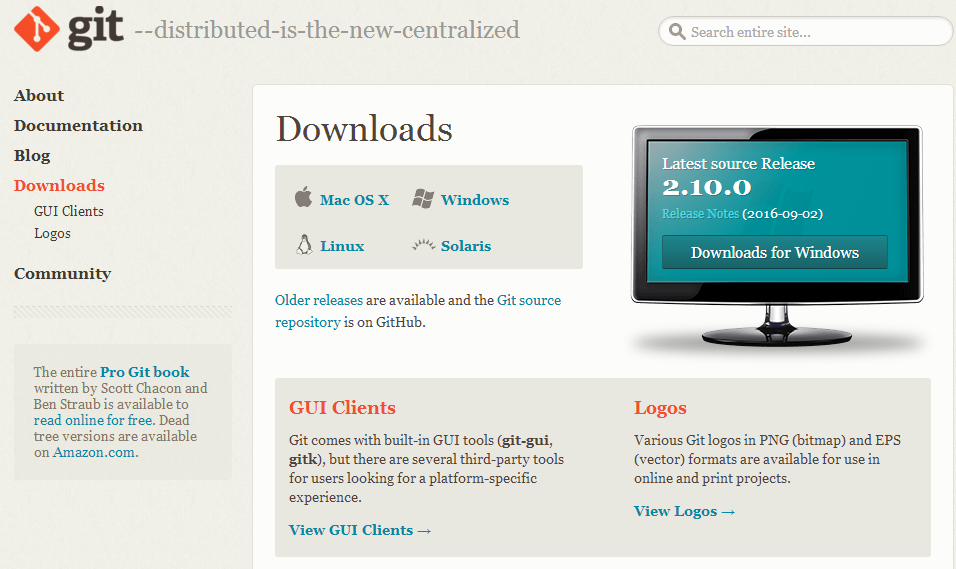 git --distributed-is-the-new-centralized
Search entire site...
About
Documentation
Blog
Downloads
GUI Clients
Logos
Community
The entire Pro Git book
written by Scott Chacon and
Ben Straub is available to
read online for free. Dead
tree versions are available
on Amazon.com.
Downloads
Mac OS X
Windows
Linux
Solaris
Older releases are available and the Git source
repository is on GitHub.
Latest source Release
2.10.0
Release Notes (2016-09-02)
Downloads for Windows
GUI Clients
Git comes with built-in GUI tools (git-gui,
gitk), but there are several third-party tools
for users looking for a platform-specific
experience.
View GUI Clients →
Logos
Various Git logos in PNG (bitmap) and EPS
(vector) formats are available for use in
online and print projects.
View Logos →